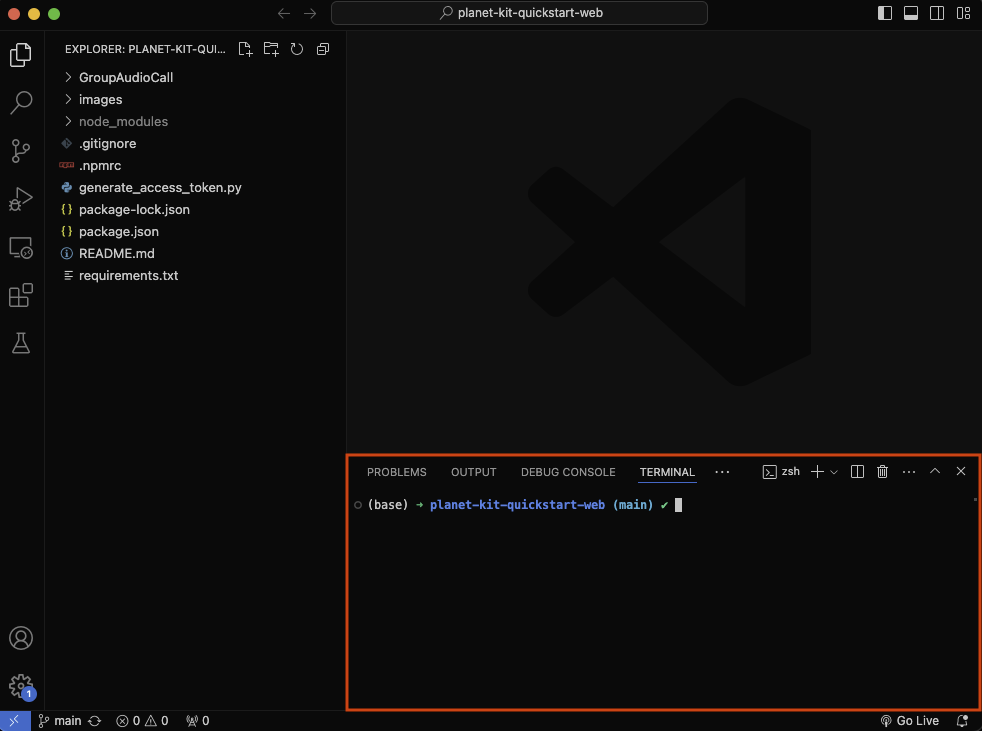 planet-kit-quickstart-web
EXPLORER: PLANET-KIT-QUI...
GroupAudioCall
images
node_modules
.gitignore
npm .npmrc
generate_access_token.py
{} package-lock.json
{} package.json
README.md
requirements.txt
PROBLEMS OUTPUT DEBUG CONSOLE TERMINAL ... zsh
(base) → planet-kit-quickstart-web (main) ✔
1
main 0 0 0 Go Live